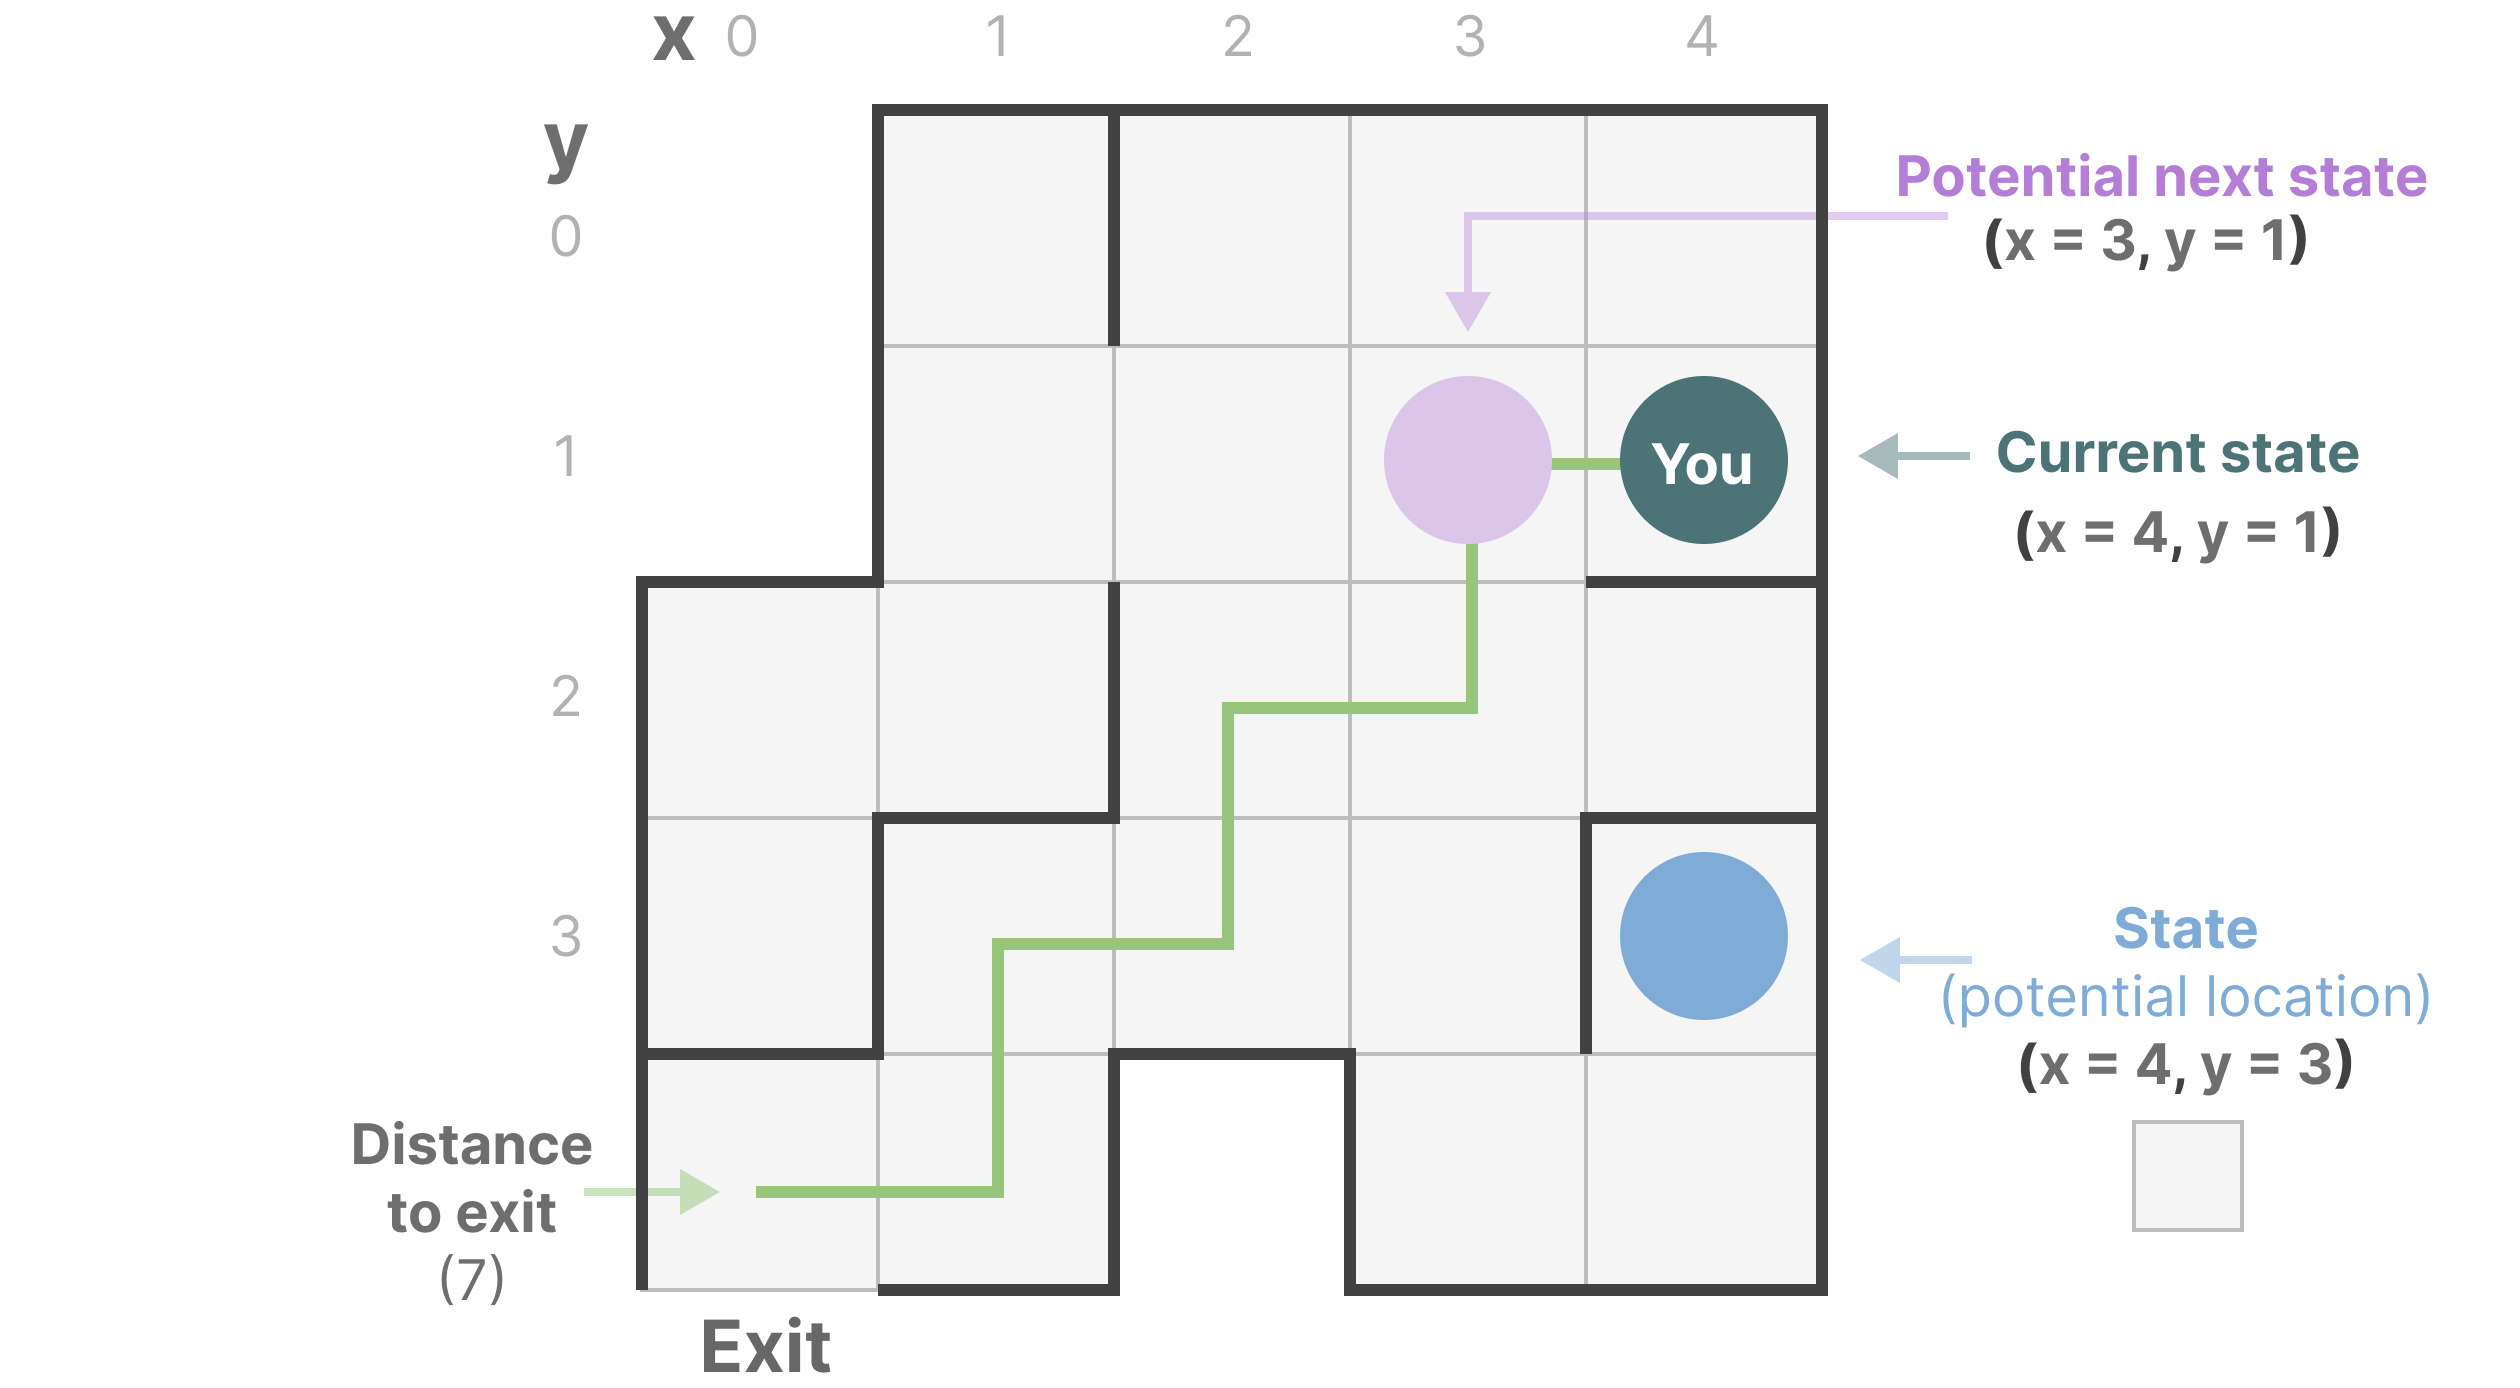 x 0 1 2 3 4
y
0
1
2
3
Potential next state
(x = 3, y = 1)
You
Current state
(x = 4, y = 1)
State
(potential location)
(x = 4, y = 3)
Distance
to exit
(7)
Exit